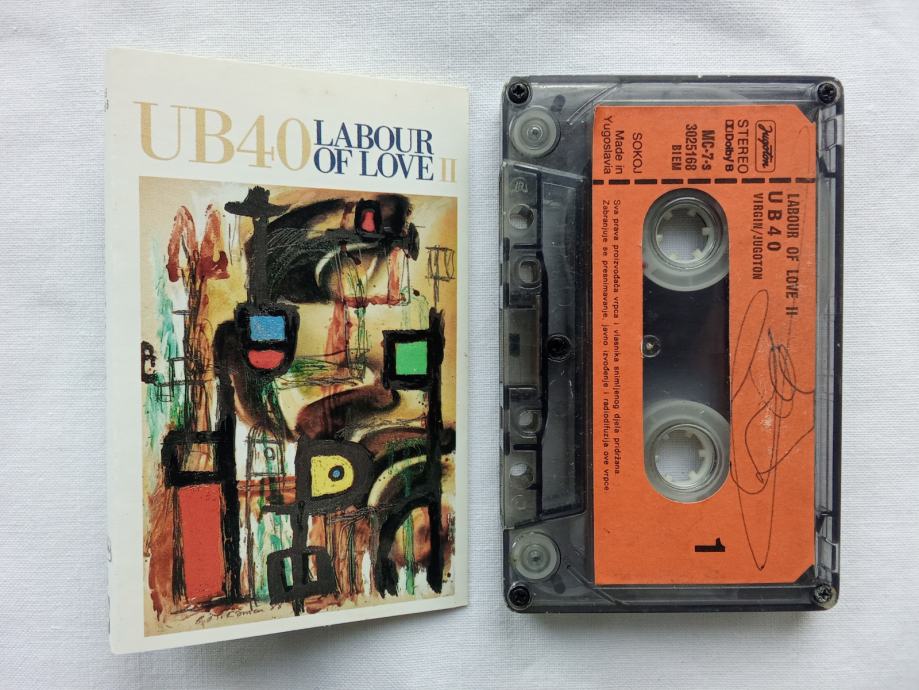 UB40 LABOUR
OF LOVE II
Jugoton
STEREO
Dolby B
MC-7-s
3025168
BIEM
SOKOJ
Made in
Yugoslavia
LABOUR OF LOVE II
UB40
VIRGIN/JUGOTON
Sva prava proizvođača vrpca i vlasnika snimljenog djela pridržana
Zabranjuje se presnimavanje, javno izvođenje i radiodifuzija ove vrpce
1